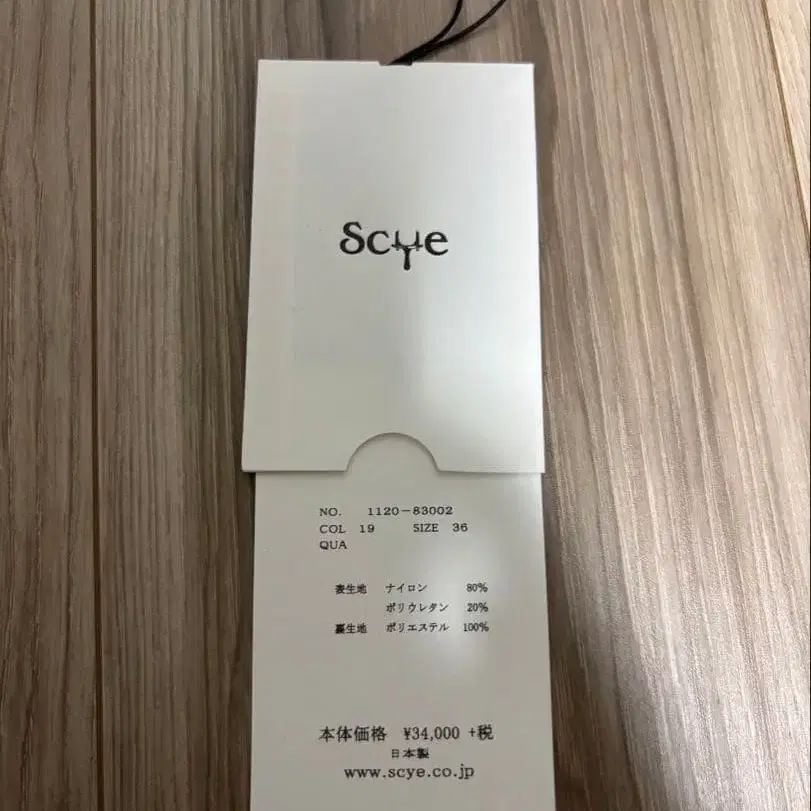 Scye
NO. 1120-83002
COL 19 SIZE 36
QUA
表生地 ナイロン 80%
ポリウレタン 20%
裏生地 ポリエステル 100%
本体価格 ¥34,000 +税
日本製
www.scye.co.jp